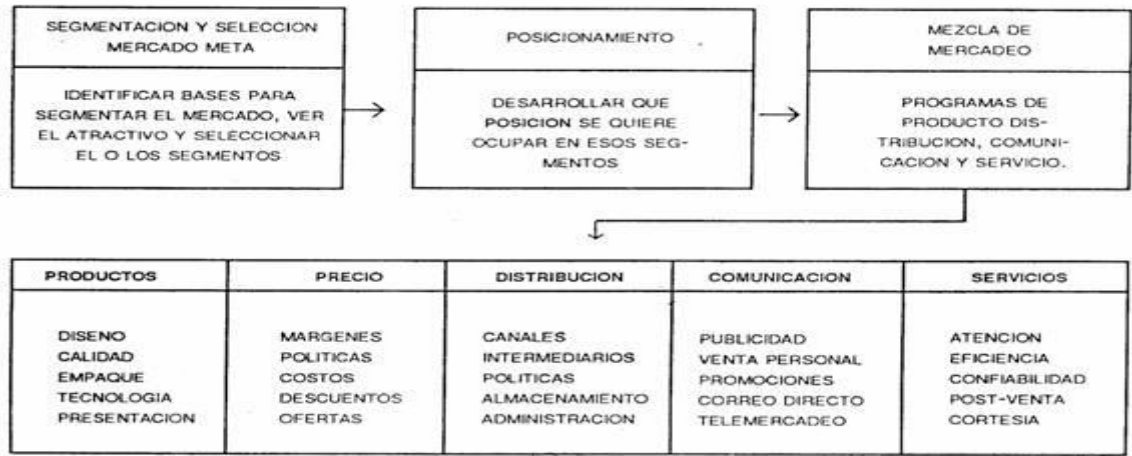 SEGMENTACION Y SELECCION
MERCADO META
IDENTIFICAR BASES PARA
SEGMENTAR EL MERCADO, VER
EL ATRACTIVO Y SELECCIONAR
EL O LOS SEGMENTOS
POSICIONAMIENTO
DESARROLLAR QUE
POSICION SE QUIERE
OCUPAR EN ESOS SEG-
MENTOS
MEZCLA DE
MERCADEO
PROGRAMAS DE
PRODUCTO DIS-
TRIBUCION, COMUNI-
CACION Y SERVICIO.
PRODUCTOS
DISENO
CALIDAD
EMPAQUE
TECNOLOGIA
PRESENTACION
PRECIO
MARGENES
POLITICAS
COSTOS
DESCUENTOS
OFERTAS
DISTRIBUCION
CANALES
INTERMEDIARIOS
POLITICAS
ALMACENAMIENTO
ADMINISTRACION
COMUNICACION
PUBLICIDAD
VENTA PERSONAL
PROMOCIONES
CORREO DIRECTO
TELEMERCADEO
SERVICIOS
ATENCION
EFICIENCIA
CONFIABILIDAD
POST-VENTA
CORTESIA